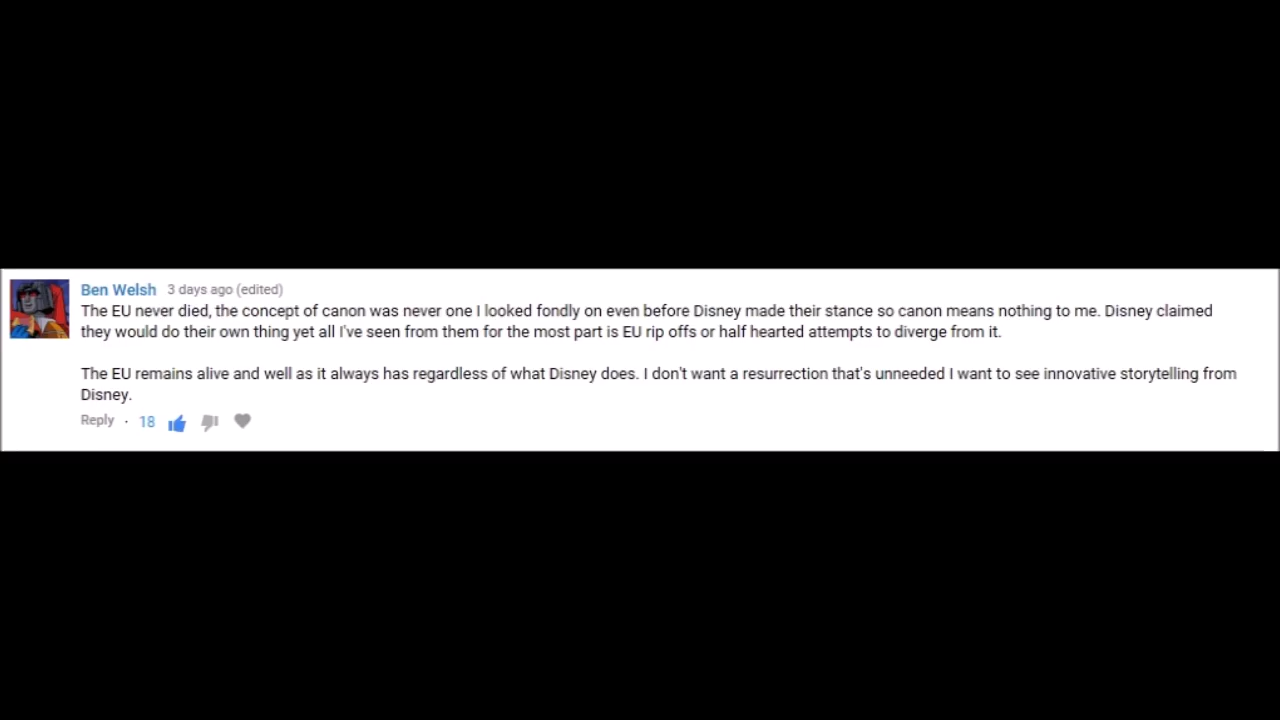 Ben Welsh 3 days ago (edited)
The EU never died, the concept of canon was never one I looked fondly on even before Disney made their stance so canon means nothing to me. Disney claimed
they would do their own thing yet all I've seen from them for the most part is EU rip offs or half hearted attempts to diverge from it.
The EU remains alive and well as it always has regardless of what Disney does. I don't want a resurrection that's unneeded I want to see innovative storytelling from
Disney.
Reply · 18